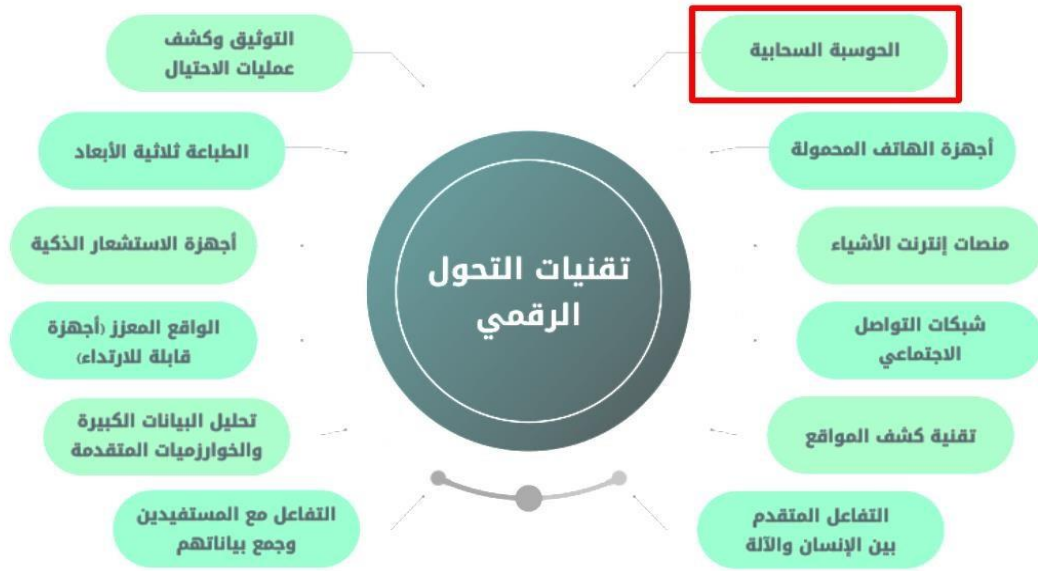 الحوسبة السحابية
أجهزة الهاتف المحمولة
منصات إنترنت الأشياء
شبكات التواصل
الاجتماعي
تقنية كشف المواقع
التفاعل المتقدم
بين الإنسان والآلة
تقنيات التحول
الرقمي
التوثيق وكشف
عمليات الاحتيال
الطباعة ثلاثية الأبعاد
أجهزة الاستشعار الذكية
الواقع المعزز (أجهزة
قابلة للارتداء)
تحليل البيانات الكبيرة
والخوارزميات المتقدمة
التفاعل مع المستفيدين
وجمع بياناتهم